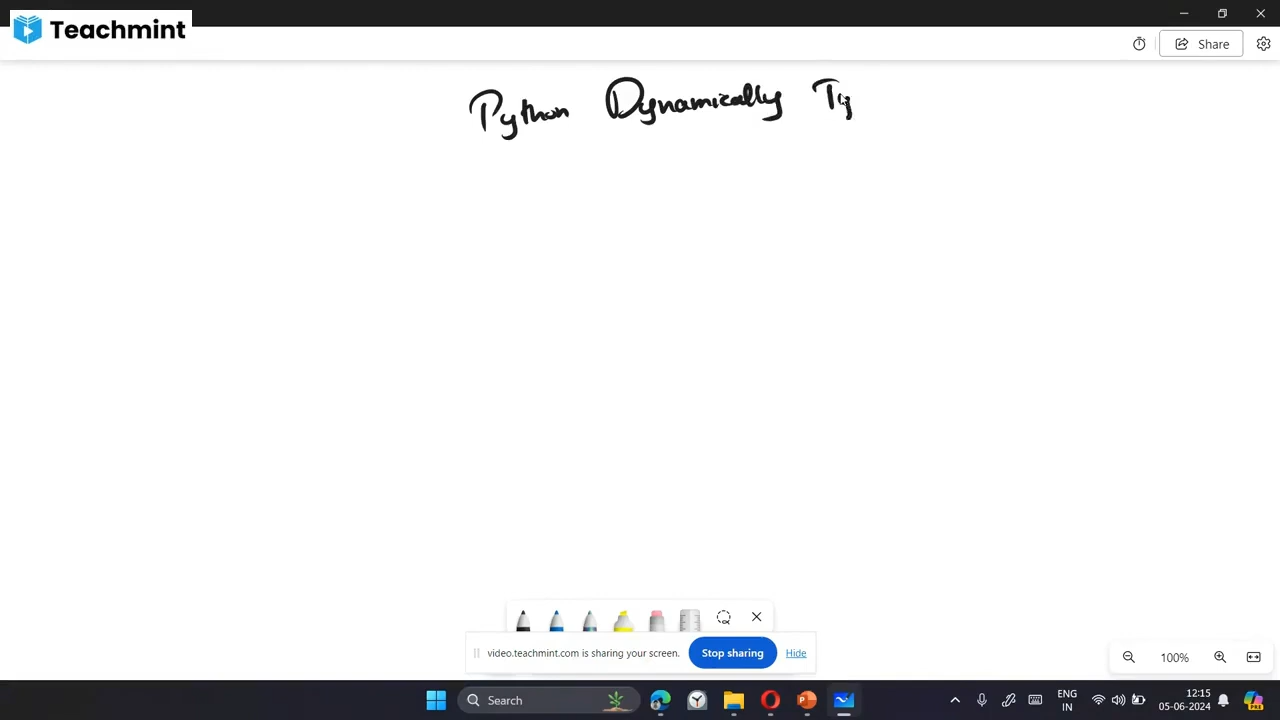 Teachmint
Share
Python Dynamically Ty
video.teachmint.com is sharing your screen.
Stop sharing
Hide
100%
Search
ENG
IN
12:15
05-06-2024